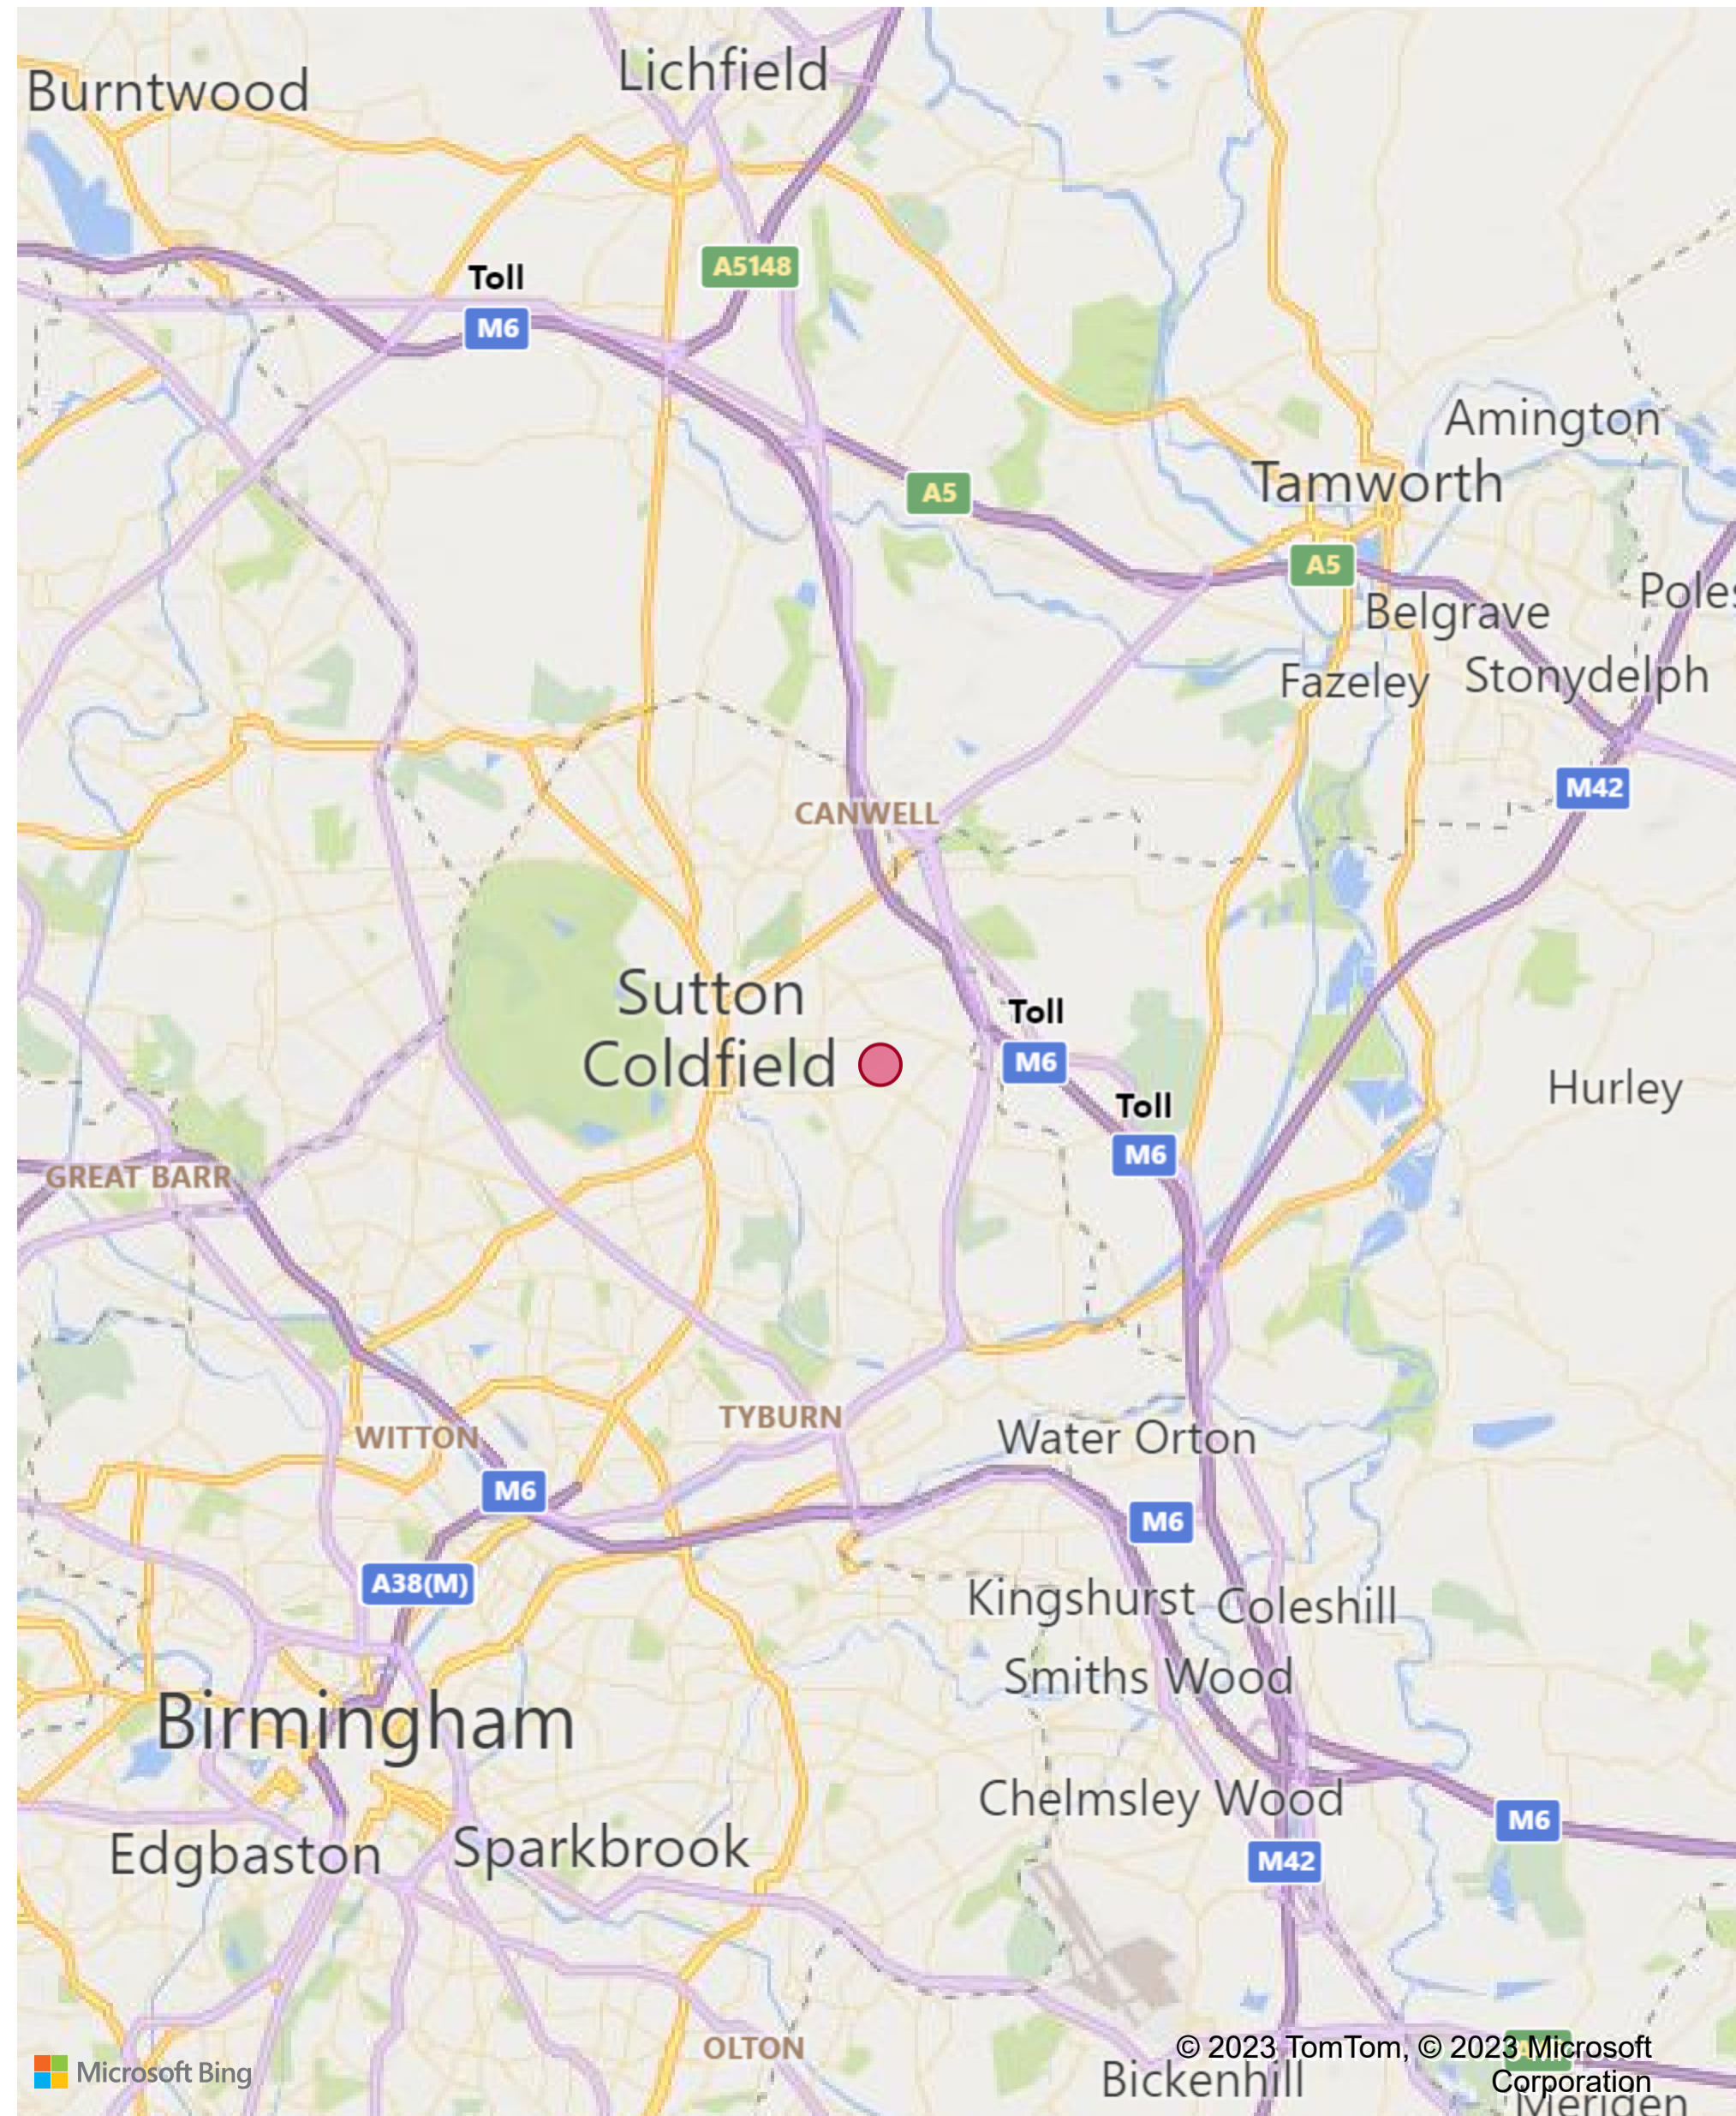 Lichfield
Burntwood
A5148
Toll
M6
Amington
Tamworth
A5
A5
Poles
Belgrave
Stonydelph
Fazeley
M42
CANWELL
Sutton
Coldfield
Toll
M6
Hurley
Toll
M6
GREAT BARR
TYBURN
WITTON
Water Orton
M6
M6
A38(M)
Kingshurst
Coleshill
Smiths Wood
Birmingham
Chelmsley Wood
M6
Edgbaston
Sparkbrook
M42
OLTON
© 2023 TomTom, © 2023 Microsoft
Corporation
Microsoft Bing
Bickenhill
Meriden